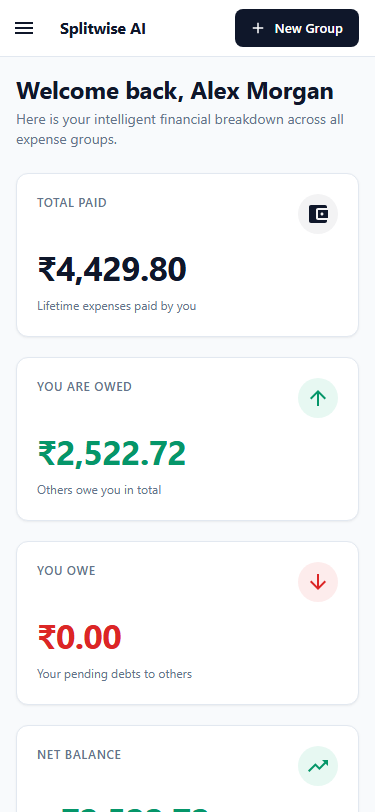 Splitwise AI
+ New Group
Welcome back, Alex Morgan
Here is your intelligent financial breakdown across all
expense groups.
TOTAL PAID
₹4,429.80
Lifetime expenses paid by you
YOU ARE OWED
₹2,522.72
Others owe you in total
YOU OWE
₹0.00
Your pending debts to others
NET BALANCE